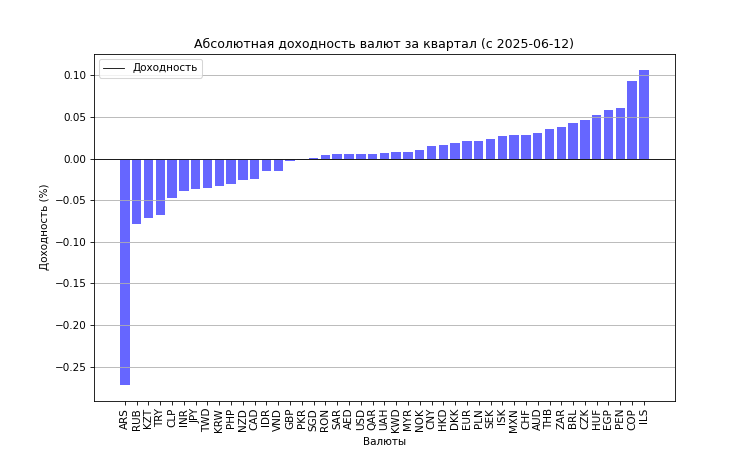 Абсолютная доходность валют за квартал (с 2025-06-12)
Доходность
0.10
0.05
0.00
−0.05
−0.10
−0.15
−0.20
−0.25
Доходность (%)
ARS RUB KZT TRY CLP INR JPY TWD KRW PHP NZD CAD IDR VND GBP PKR SGD RON SAR AED USD QAR UAH KWD MYR NOK CNY HKD DKK EUR PLN SEK ISK MXN CHF AUD THB ZAR BRL CZK HUF EGP PEN COP ILS
Валюты